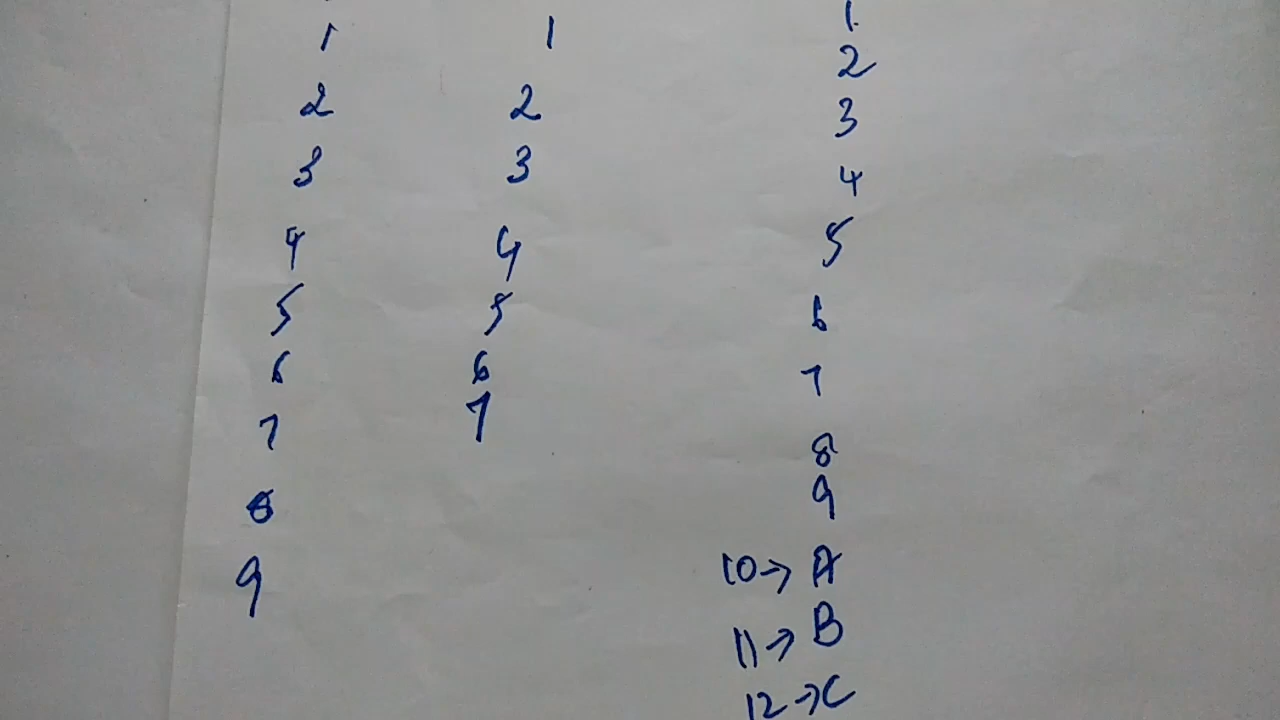 1 1 1
2 2 2
3 3 3
4 4 4
5 5 5
6 6 6
7 7 7
8 8
9 9
10→ A
11→ B
12→C